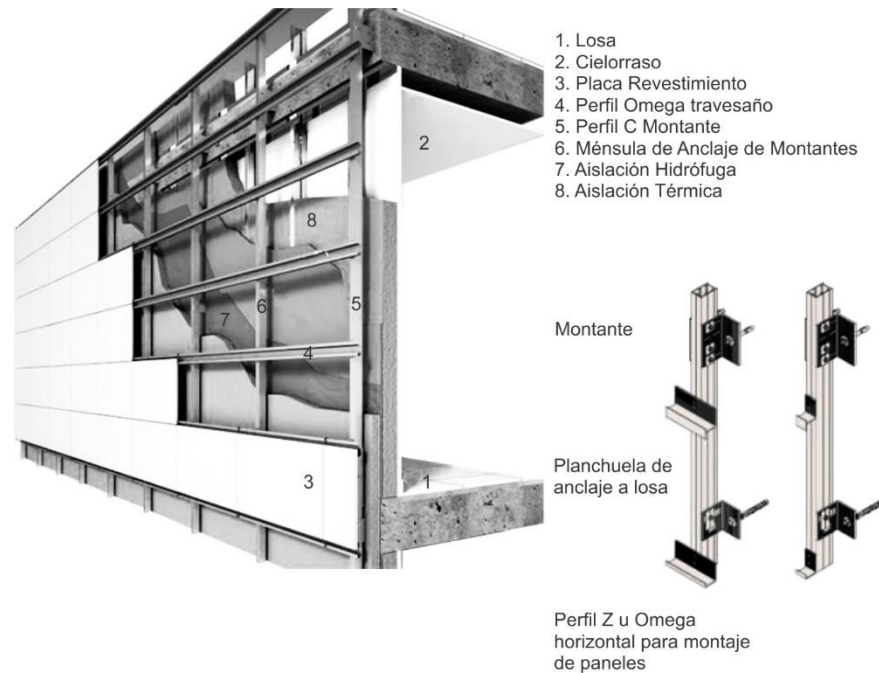 1. Losa
2. Cielorraso
3. Placa Revestimiento
4. Perfil Omega travesaño
5. Perfil C Montante
6. Ménsula de Anclaje de Montantes
7. Aislación Hidrófuga
8. Aislación Térmica
2
8
7
6
5
4
3
1
Montante
Planchuela de
anclaje a losa
Perfil Z u Omega
horizontal para montaje
de paneles